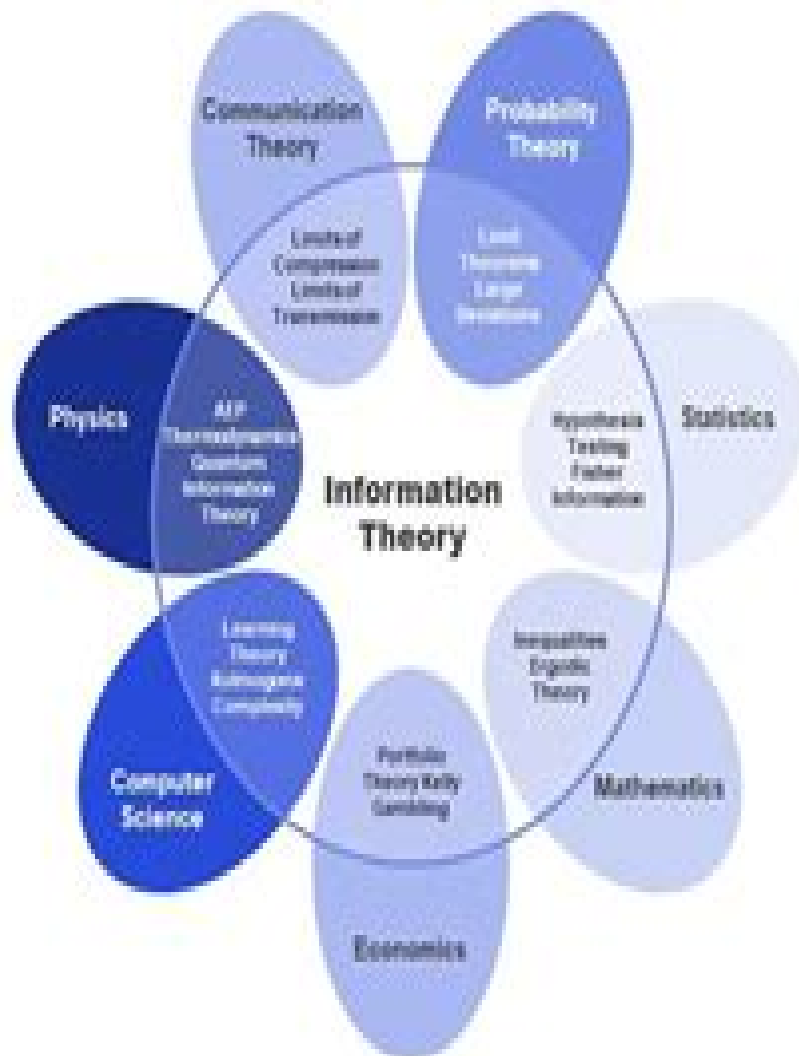 Communication
Theory
Limits of
Compression
Limits of
Transmission
Probability
Theory
Limit
Theorems
Large
Deviations
Physics
AEP
Thermodynamics
Quantum
Information
Theory
Hypothesis
Testing
Fisher
Information
Statistics
Information
Theory
Learning
Theory
Complexity
Computer
Science
Inequalities
Theory
Mathematics
Portfolio
Theory Kelly
Gambling
Economics